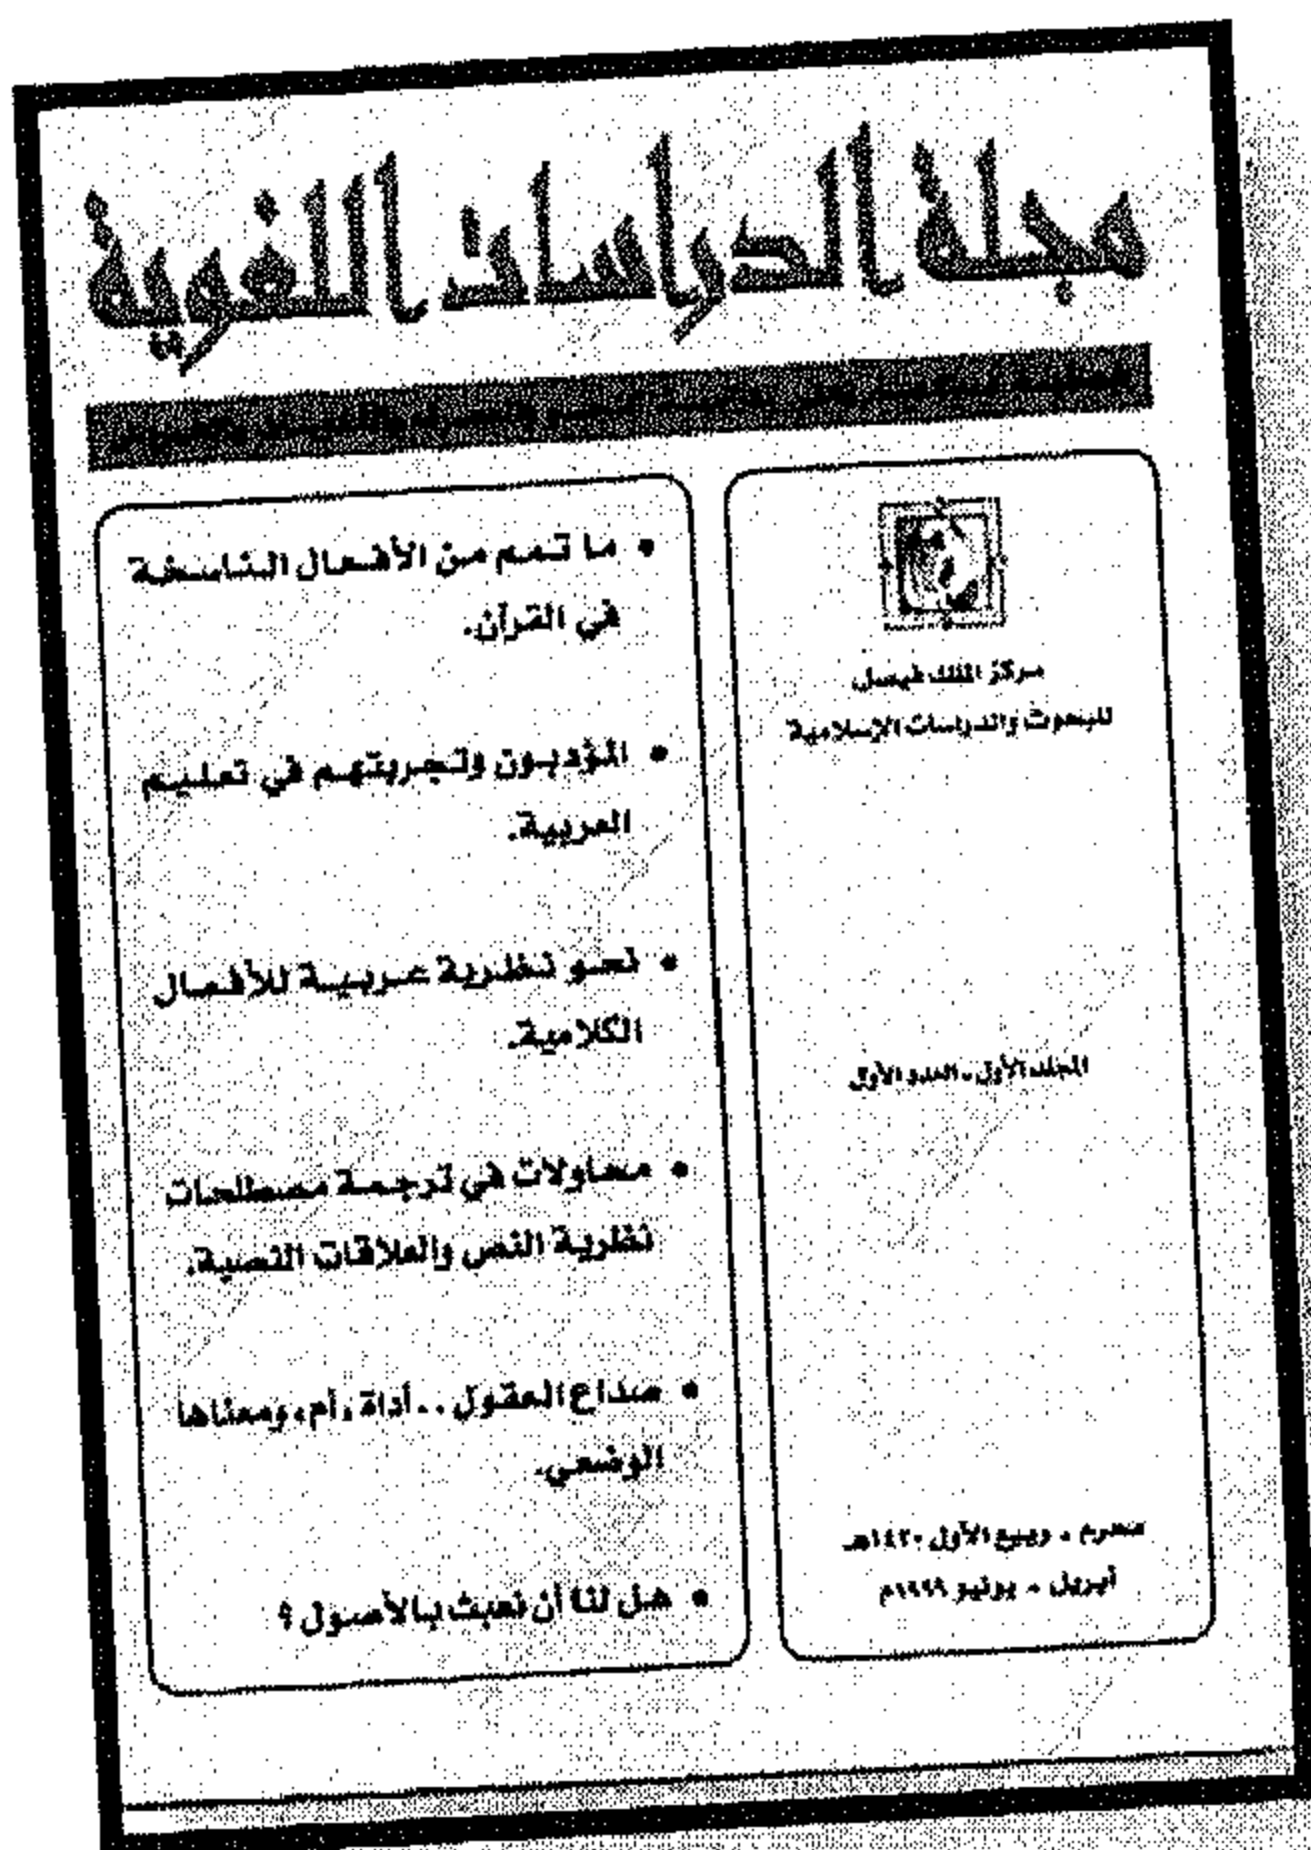 مجلة الدراسات اللغوية
مركز الملك فيصل
للبحوث والدراسات الإسلامية
المجلد الأول - العدد الأول
محرم - ربيع الأول ١٤٢٠هـ
أبريل - يونيو ١٩٩٩م
• ما تمم من الأفعال الناسخة
في القرآن.
• المؤدبون وتجربتهم في تعليم
العربية.
• نحو نظرية عربية للأفعال
الكلامية.
• محاولات في ترجمة مصطلحات
نظرية النص والعلاقات النصية.
• صداع العقول .. أداة «أم» ومعناها
الوضعي.
• هل لنا أن نعبث بالأصول ؟